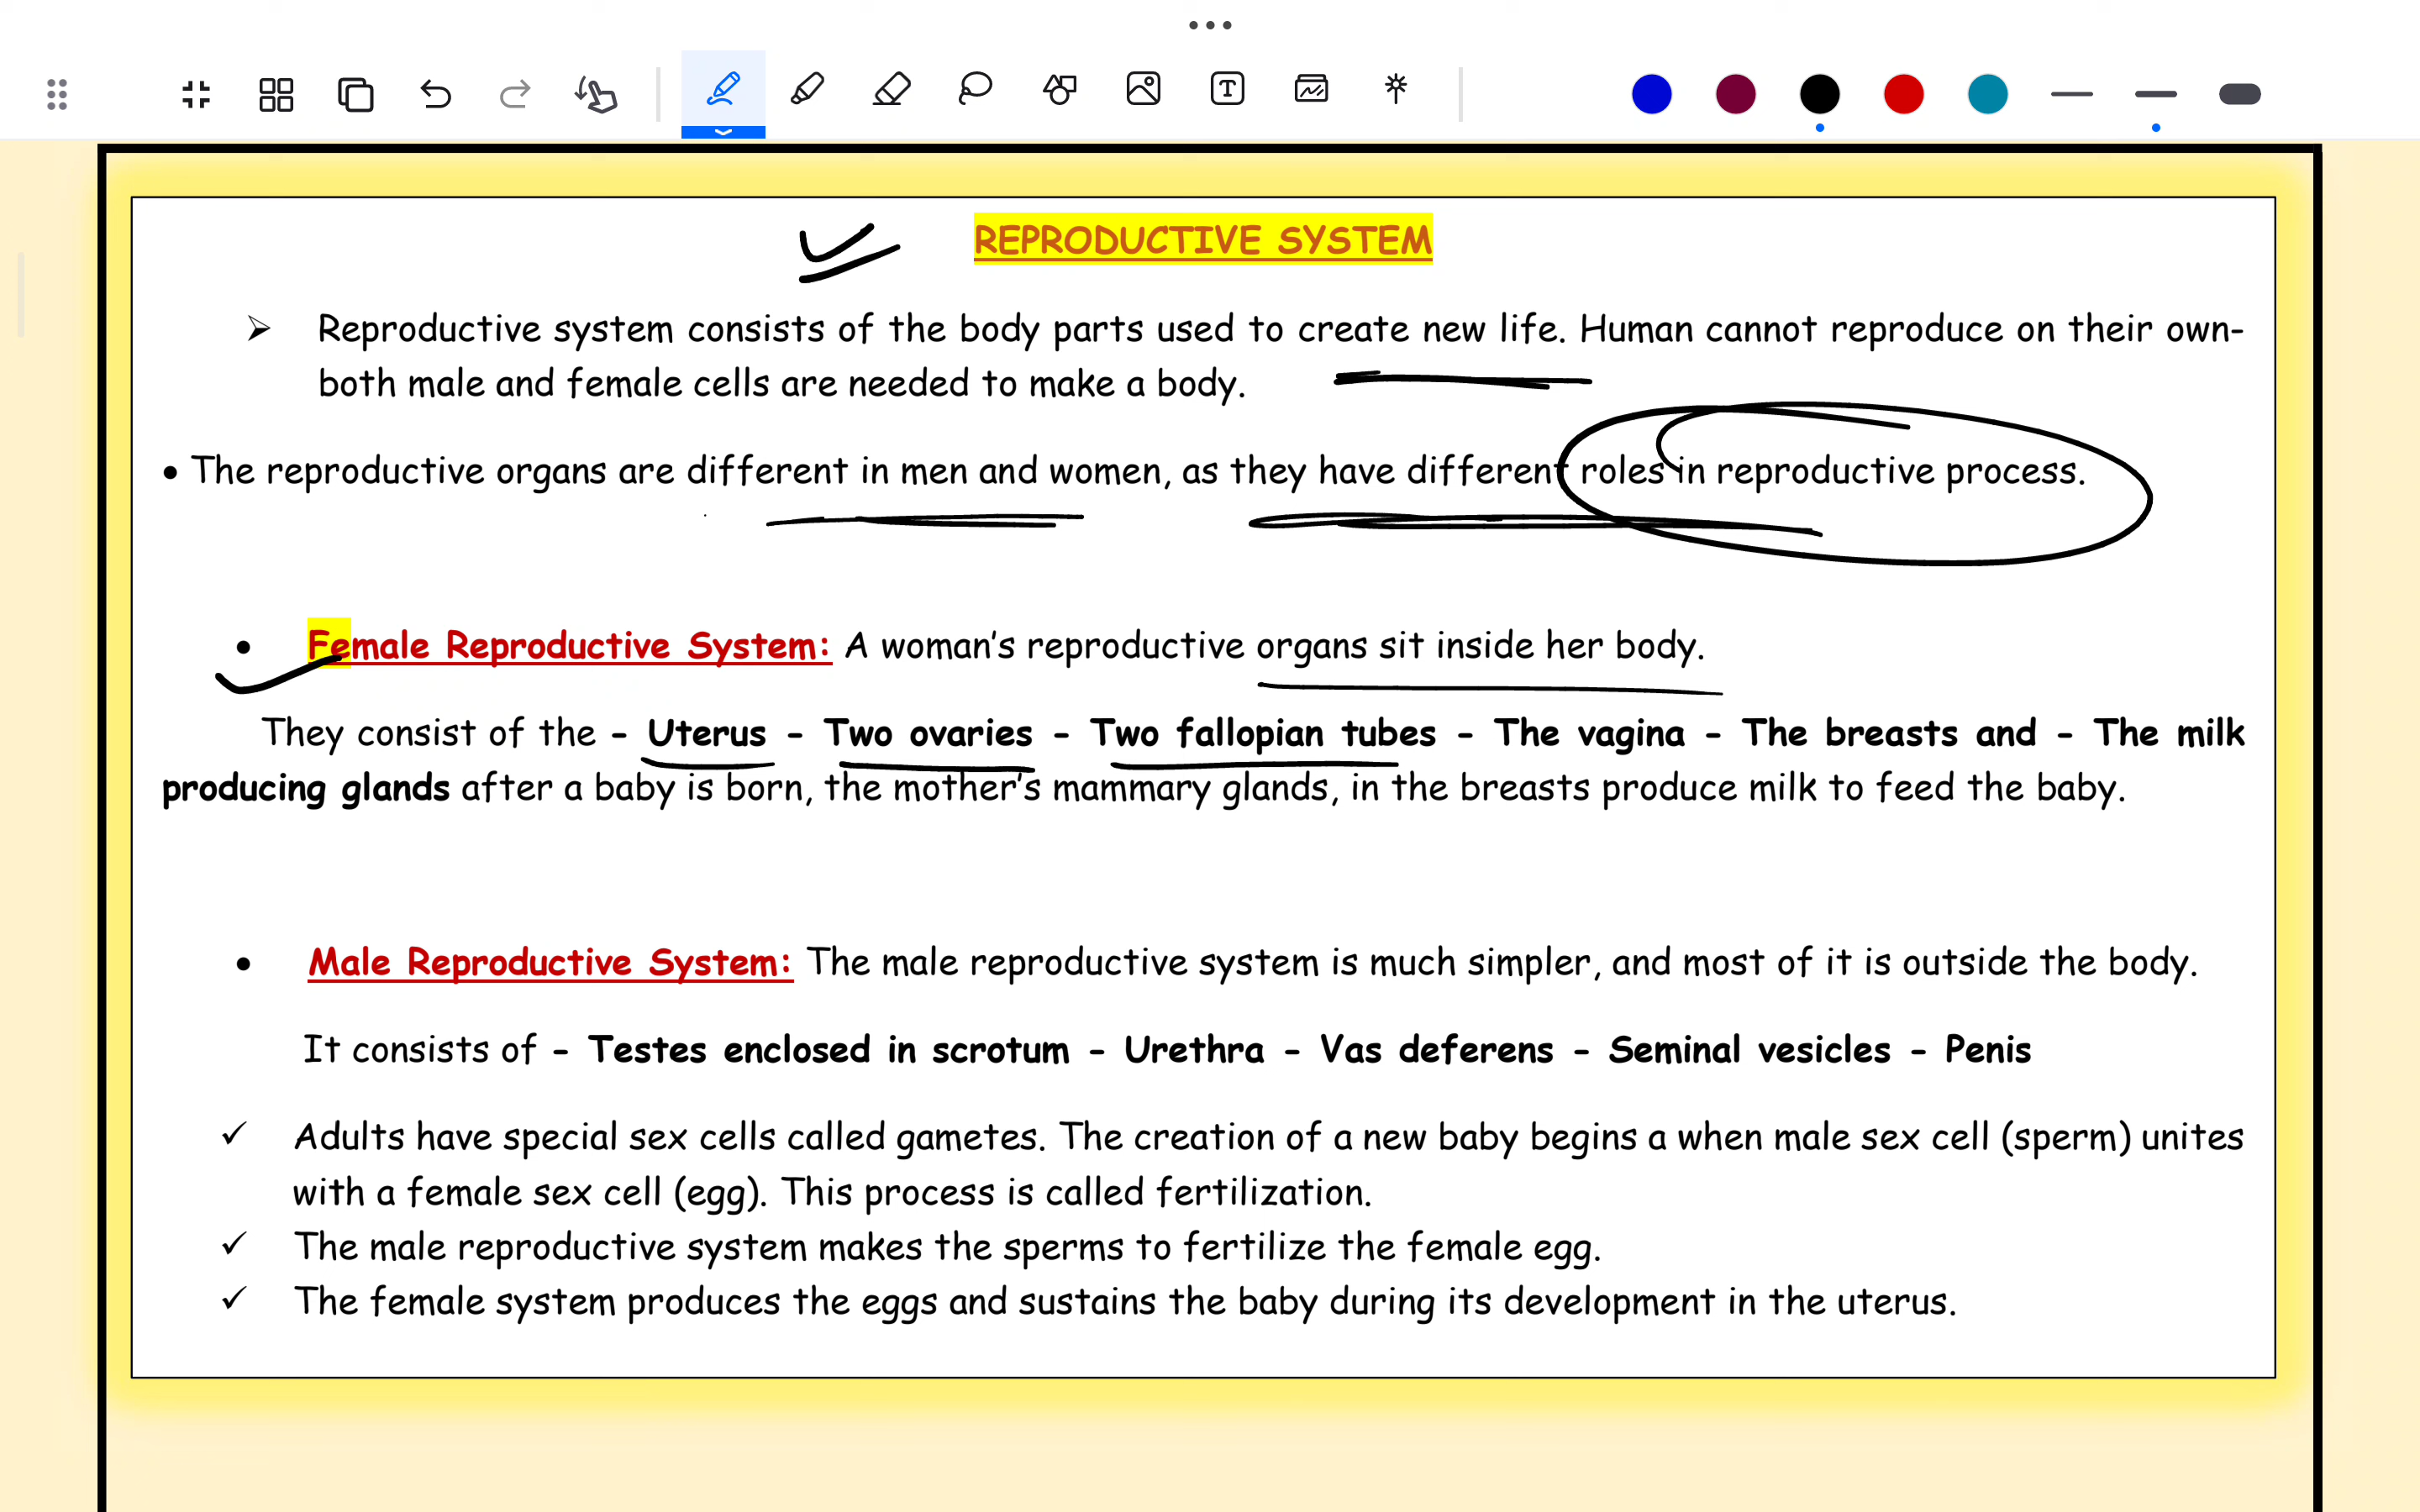 REPRODUCTIVE SYSTEM
➢ Reproductive system consists of the body parts used to create new life. Human cannot reproduce on their own-
both male and female cells are needed to make a body.
• The reproductive organs are different in men and women, as they have different roles in reproductive process.
• Female Reproductive System: A woman's reproductive organs sit inside her body.
They consist of the - Uterus - Two ovaries - Two fallopian tubes - The vagina - The breasts and - The milk
producing glands after a baby is born, the mother's mammary glands, in the breasts produce milk to feed the baby.
• Male Reproductive System: The male reproductive system is much simpler, and most of it is outside the body.
It consists of - Testes enclosed in scrotum - Urethra - Vas deferens - Seminal vesicles - Penis
✓ Adults have special sex cells called gametes. The creation of a new baby begins a when male sex cell (sperm) unites
with a female sex cell (egg). This process is called fertilization.
✓ The male reproductive system makes the sperms to fertilize the female egg.
✓ The female system produces the eggs and sustains the baby during its development in the uterus.